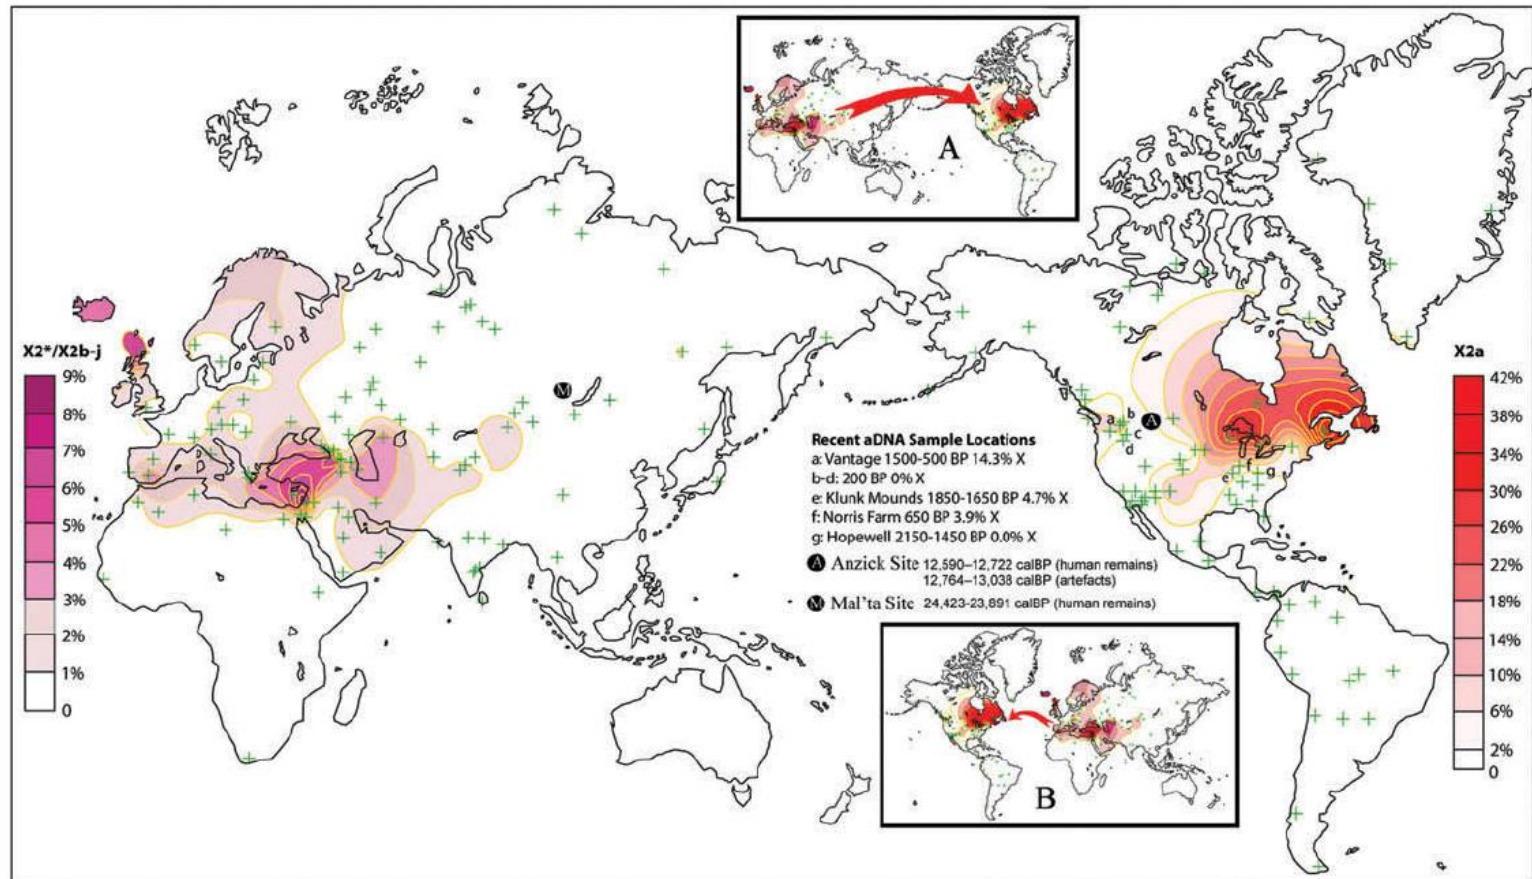 A
X2*/X2b-j
9%
8%
7%
6%
5%
4%
3%
2%
1%
0
M
Recent aDNA Sample Locations
a: Vantage 1500-500 BP 14.3% X
b-d: 200 BP 0% X
e: Klunk Mounds 1850-1650 BP 4.7% X
f: Norris Farm 650 BP 3.9% X
g: Hopewell 2150-1450 BP 0.0% X
A Anzick Site 12,590–12,722 calBP (human remains)
12,764–13,038 calBP (artefacts)
M Mal'ta Site 24,423-23,891 calBP (human remains)
a
b
c
d
A
e
f
g
X2a
42%
38%
34%
30%
26%
22%
18%
14%
10%
6%
2%
0
B